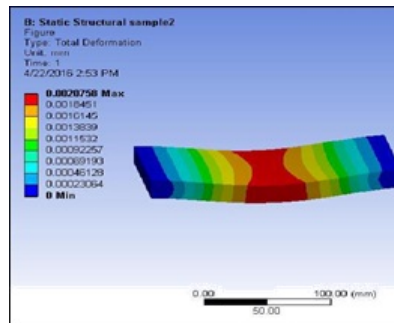 B: Static Structural sample2
Figure
Type: Total Deformation
Unit: mm
Time: 1
4/22/2016 2:53 PM
0.0020758 Max
0.0018451
0.0016145
0.0013839
0.0011532
0.00092257
0.00069193
0.00046128
0.00023064
0 Min
0.00 100.00 (mm)
50.00